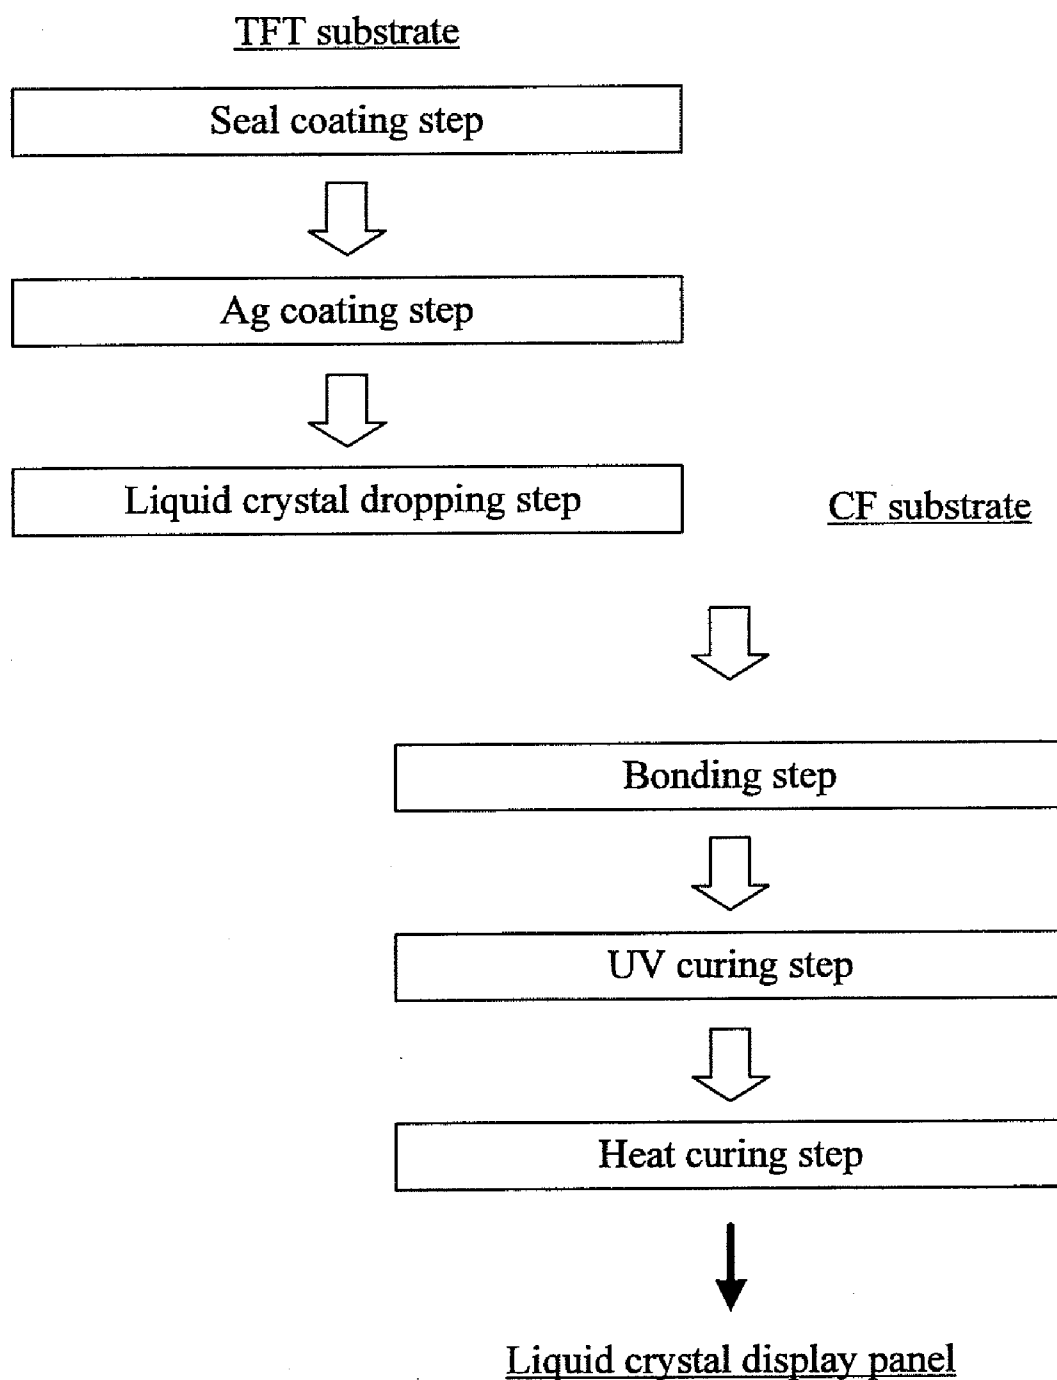 TFT substrate
Seal coating step
Ag coating step
Liquid crystal dropping step
CF substrate
Bonding step
UV curing step
Heat curing step
Liquid crystal display panel